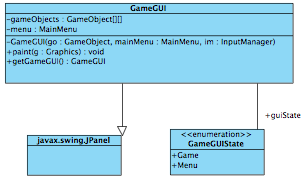 GameGUI
-gameObjects : GameObject[][]
-menu : MainMenu
-GameGUI(go : GameObject, mainMenu : MainMenu, im : InputManager)
+paint(g : Graphics) : void
+getGameGUI() : GameGUI
+guiState
javax.swing.JPanel
<<enumeration>>
GameGUIState
+Game
+Menu